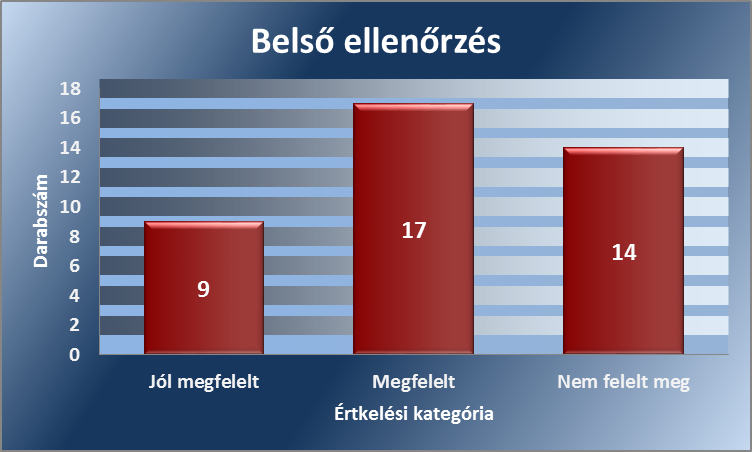 Belső ellenőrzés
Darabszám
18
16
14
12
10
8
6
4
2
0
9
17
14
Jól megfelelt
Megfelelt
Nem felelt meg
Értkelési kategória